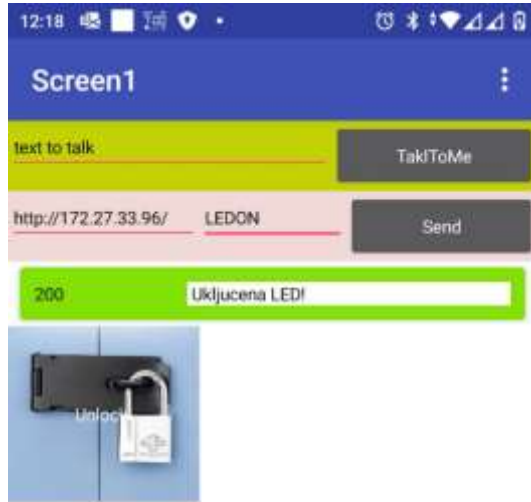 12:18
Screen1
text to talk
TaklToMe
http://172.27.33.96/ LEDON
Send
200 Ukljucena LED!
Unlock